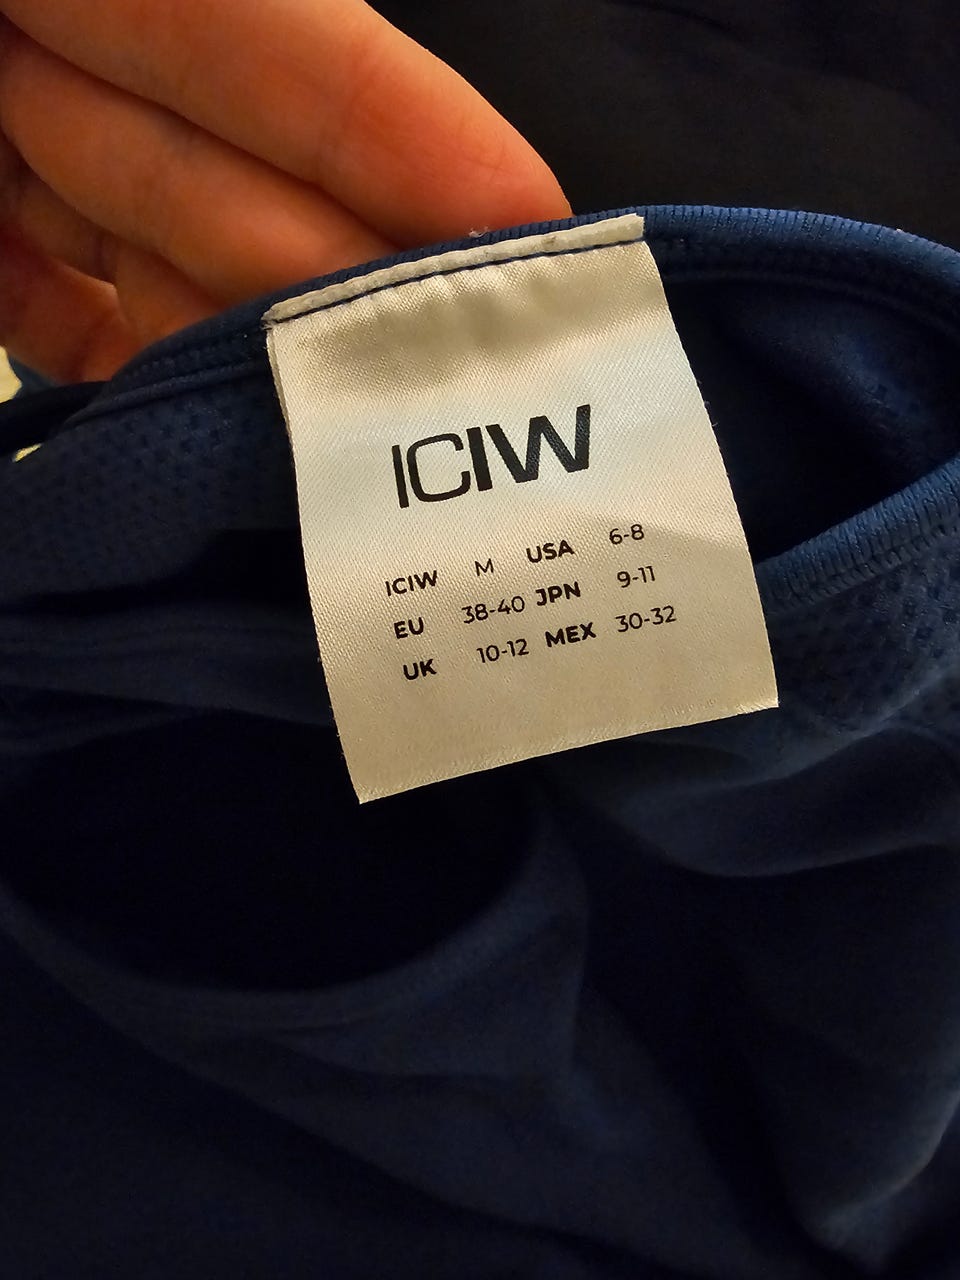 ICIW
ICIW M USA 6-8
EU 38-40 JPN 9-11
UK 10-12 MEX 30-32